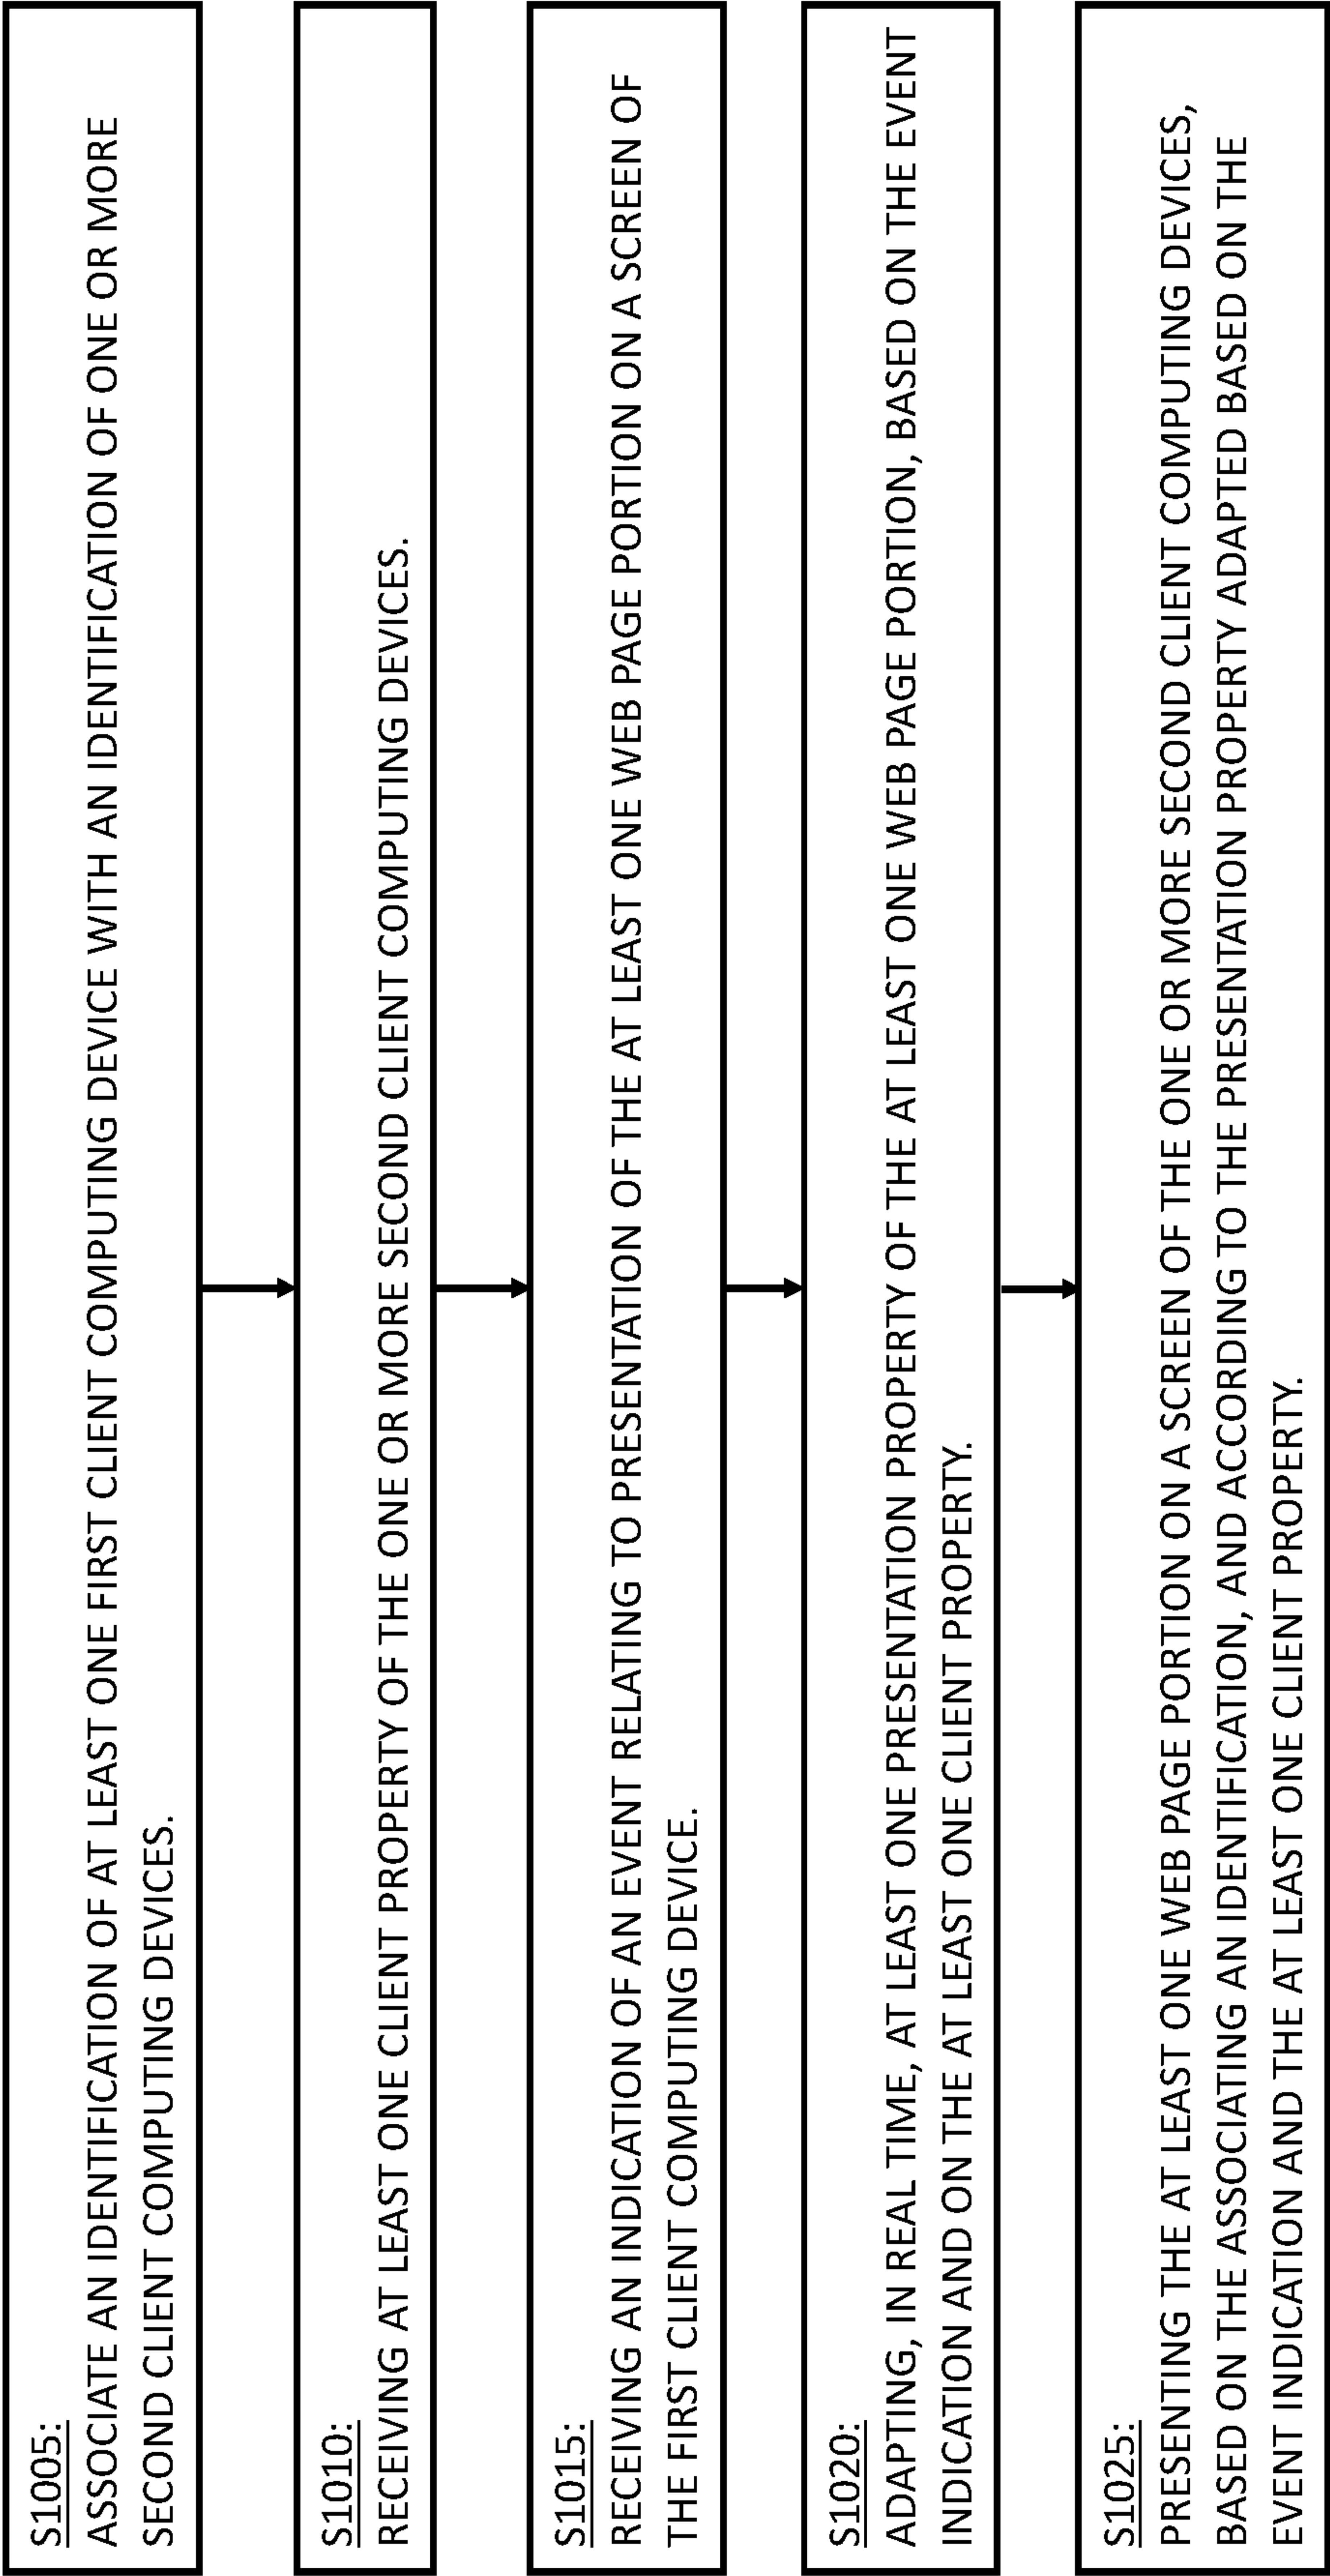 S1005:
ASSOCIATE AN IDENTIFICATION OF AT LEAST ONE FIRST CLIENT COMPUTING DEVICE WITH AN IDENTIFICATION OF ONE OR MORE
SECOND CLIENT COMPUTING DEVICES.
S1010:
RECEIVING AT LEAST ONE CLIENT PROPERTY OF THE ONE OR MORE SECOND CLIENT COMPUTING DEVICES.
S1015:
RECEIVING AN INDICATION OF AN EVENT RELATING TO PRESENTATION OF THE AT LEAST ONE WEB PAGE PORTION ON A SCREEN OF
THE FIRST CLIENT COMPUTING DEVICE.
S1020:
ADAPTING, IN REAL TIME, AT LEAST ONE PRESENTATION PROPERTY OF THE AT LEAST ONE WEB PAGE PORTION, BASED ON THE EVENT
INDICATION AND ON THE AT LEAST ONE CLIENT PROPERTY.
S1025:
PRESENTING THE AT LEAST ONE WEB PAGE PORTION ON A SCREEN OF THE ONE OR MORE SECOND CLIENT COMPUTING DEVICES,
BASED ON THE ASSOCIATING AN IDENTIFICATION, AND ACCORDING TO THE PRESENTATION PROPERTY ADAPTED BASED ON THE
EVENT INDICATION AND THE AT LEAST ONE CLIENT PROPERTY.